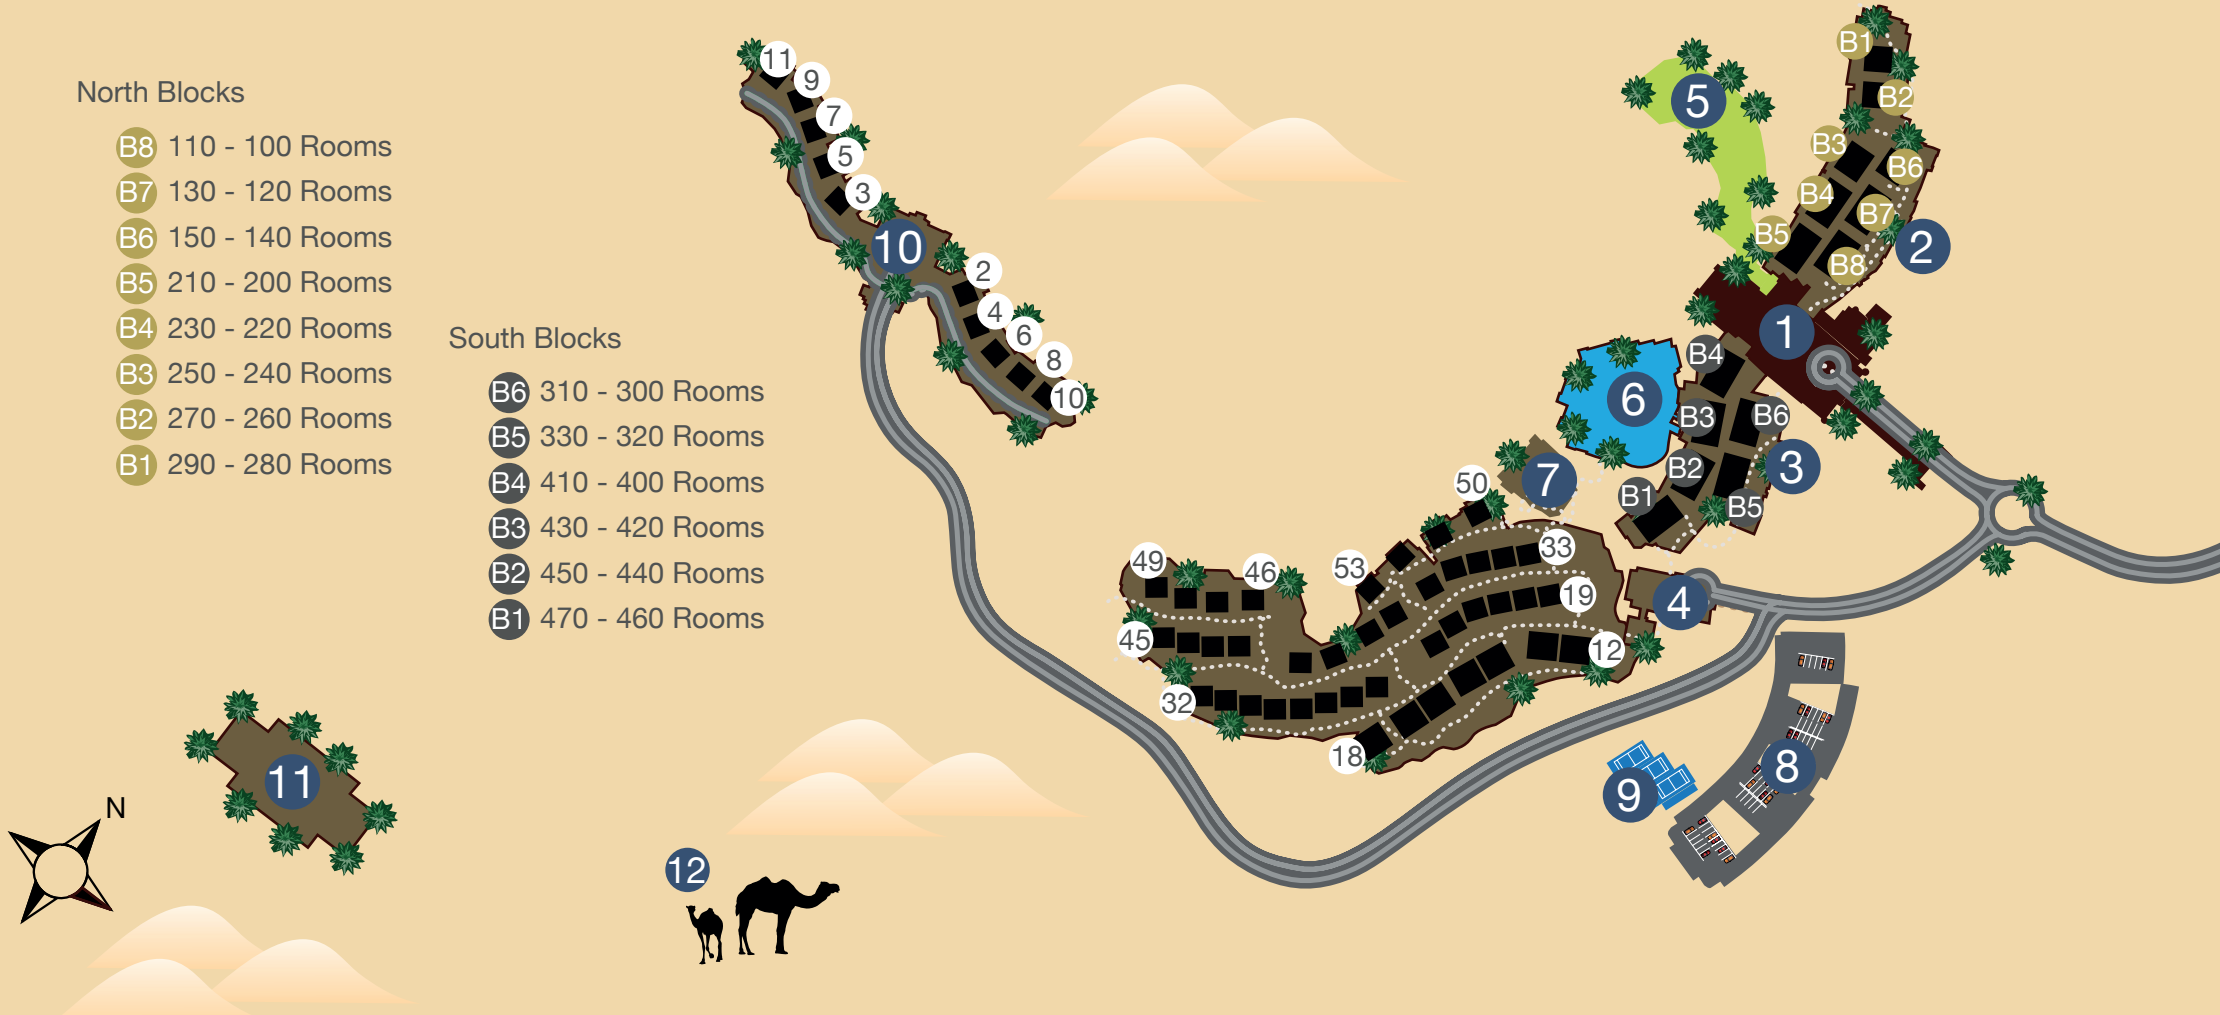 North Blocks
B8 110 - 100 Rooms
B7 130 - 120 Rooms
B6 150 - 140 Rooms
B5 210 - 200 Rooms
B4 230 - 220 Rooms
B3 250 - 240 Rooms
B2 270 - 260 Rooms
B1 290 - 280 Rooms
South Blocks
B6 310 - 300 Rooms
B5 330 - 320 Rooms
B4 410 - 400 Rooms
B3 430 - 420 Rooms
B2 450 - 440 Rooms
B1 470 - 460 Rooms
11
9
7
5
3
10
2
4
6
8
10
5
B1
B2
B3
B6
B4
B7
B5
B8
2
1
B4
6
B3
B6
B2
3
B1
B5
7
50
33
53
49
46
19
4
45
12
32
18
8
9
11
N
12